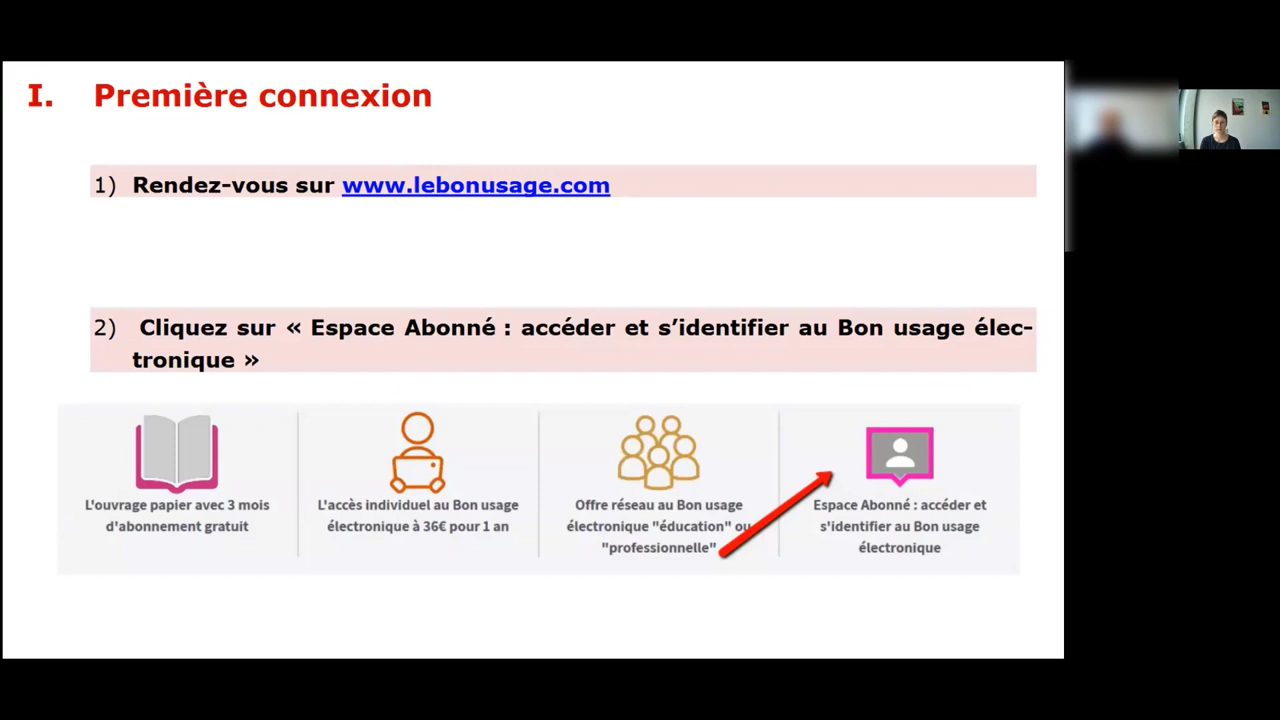 I. Première connexion
1) Rendez-vous sur www.lebonusage.com
2) Cliquez sur « Espace Abonné : accéder et s’identifier au Bon usage élec-
tronique »
L'ouvrage papier avec 3 mois
d'abonnement gratuit
L'accès individuel au Bon usage
électronique à 36€ pour 1 an
Offre réseau au Bon usage
électronique "éducation" ou
"professionnelle"
Espace Abonné : accéder et
s'identifier au Bon usage
électronique